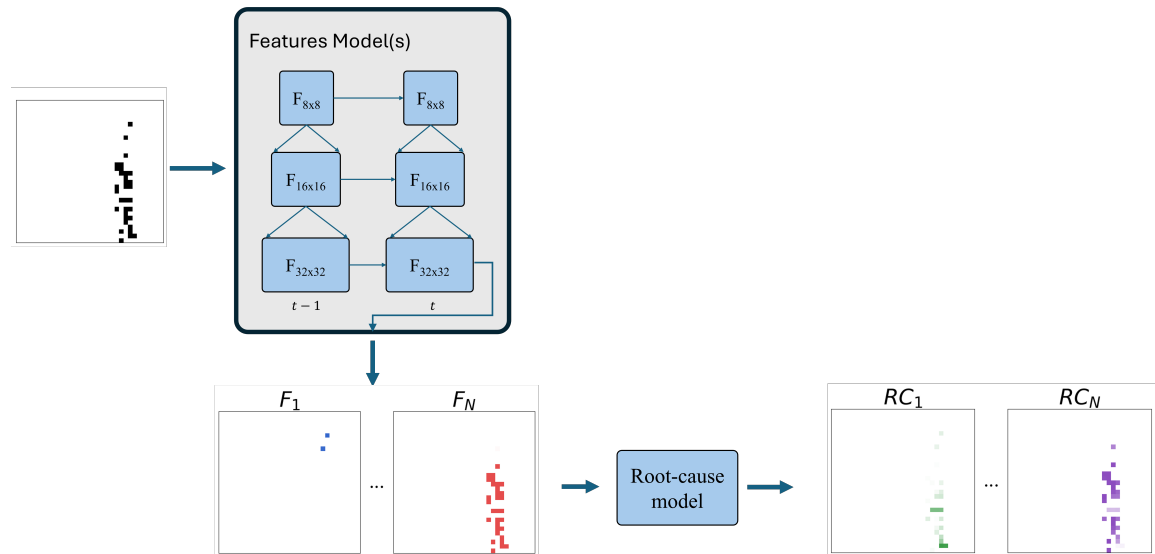 Features Model(s)
F8x8 F8x8
F16x16 F16x16
F32x32 F32x32
t − 1 t
F1 ... FN
Root-cause
model
RC1 ... RCN